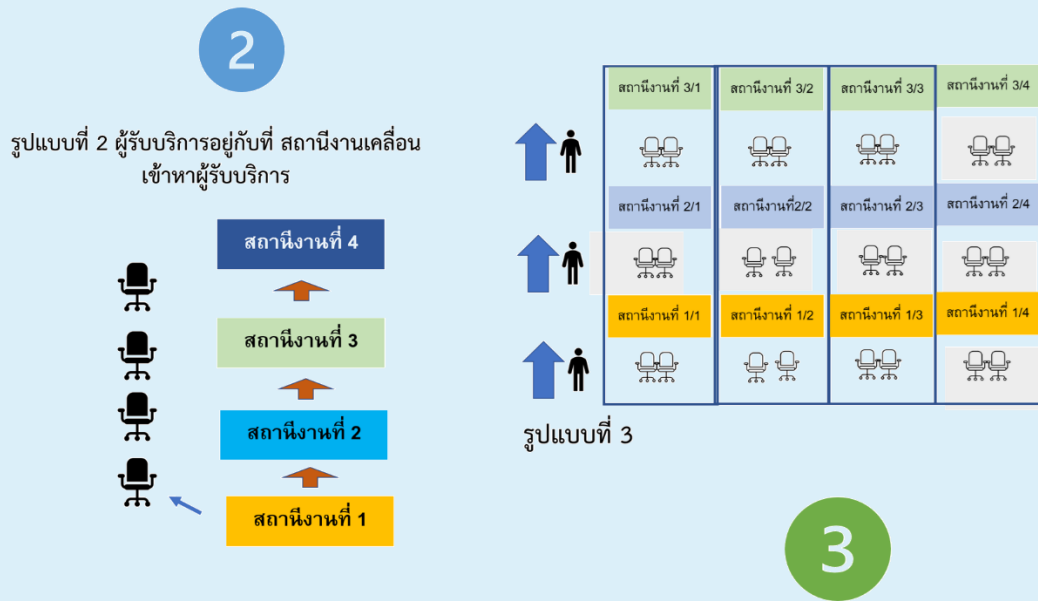 2
รูปแบบที่ 2 ผู้รับบริการอยู่กับที่ สถานีงานเคลื่อน
เข้าหาผู้รับบริการ
สถานีงานที่ 4
สถานีงานที่ 3
สถานีงานที่ 2
สถานีงานที่ 1
สถานีงานที่ 3/1 สถานีงานที่ 3/2 สถานีงานที่ 3/3 สถานีงานที่ 3/4
สถานีงานที่ 2/1 สถานีงานที่2/2 สถานีงานที่ 2/3 สถานีงานที่ 2/4
สถานีงานที่ 1/1 สถานีงานที่ 1/2 สถานีงานที่ 1/3 สถานีงานที่ 1/4
รูปแบบที่ 3
3